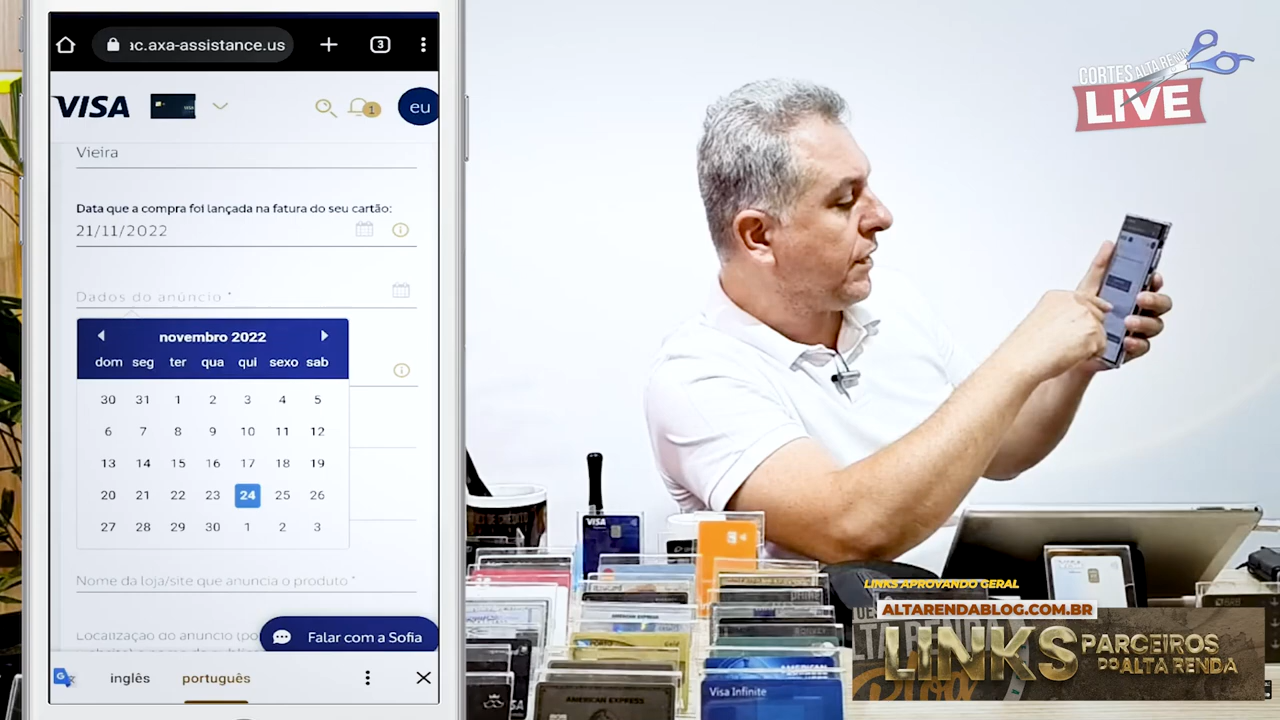 ac.axa-assistance.us
3
VISA
1
eu
Vieira
Data que a compra foi lançada na fatura do seu cartão:
21/11/2022
Dados do anúncio *
novembro 2022
dom seg ter qua qui sexo sab
30 31 1 2 3 4 5
6 7 8 9 10 11 12
13 14 15 16 17 18 19
20 21 22 23 24 25 26
27 28 29 30 1 2 3
Nome da loja/site que anuncia o produto *
Localização do anúncio
Falar com a Sofia
inglês português
CORTES ALTA RENDA
LIVE
VISA
AMERICAN EXPRESS
Visa Infinite
LINKS APROVANDO GERAL
ALTARENDABLOG.COM.BR
LINKS
PARCEIROS
DO ALTA RENDA
ALTA RENDA
Blog